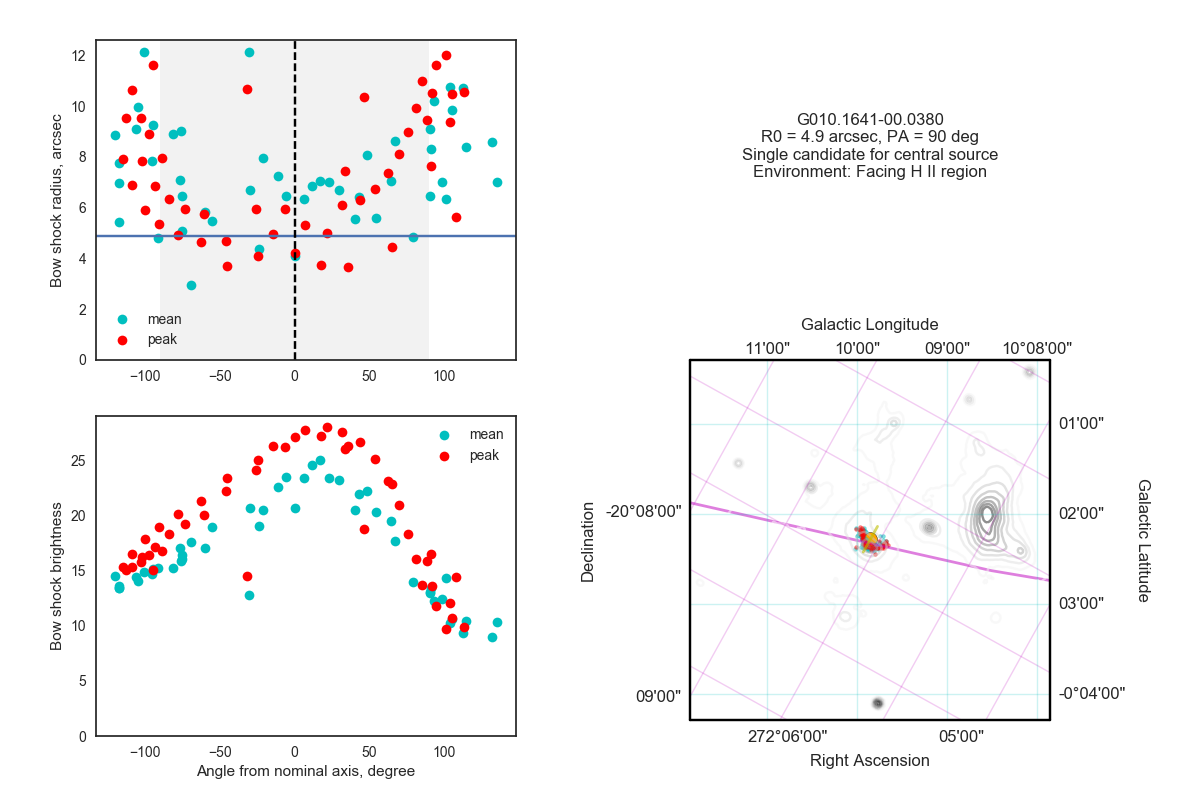 12
10
8
6
4
2
0
Bow shock radius, arcsec
mean
peak
−100
−50
0
50
100
25
20
15
10
5
0
Bow shock brightness
mean
peak
−100
−50
0
50
100
Angle from nominal axis, degree
G010.1641-00.0380
R0 = 4.9 arcsec, PA = 90 deg
Single candidate for central source
Environment: Facing H II region
Galactic Longitude
11'00" 10'00" 09'00" 10°08'00"
01'00"
02'00"
03'00"
-0°04'00"
Galactic Latitude
-20°08'00"
09'00"
Declination
272°06'00" 05'00"
Right Ascension